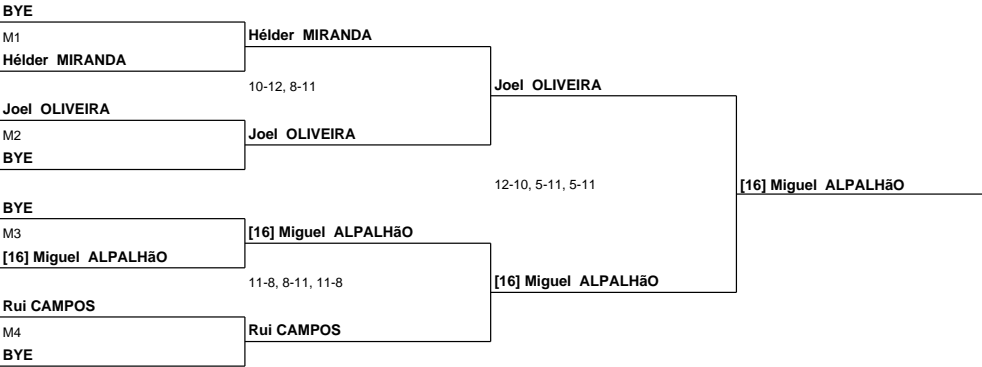 BYE
M1
Hélder MIRANDA
Hélder MIRANDA
10-12, 8-11
Joel OLIVEIRA
Joel OLIVEIRA
M2
Joel OLIVEIRA
BYE
12-10, 5-11, 5-11
[16] Miguel ALPALHãO
BYE
M3
[16] Miguel ALPALHãO
[16] Miguel ALPALHãO
11-8, 8-11, 11-8
[16] Miguel ALPALHãO
Rui CAMPOS
M4
Rui CAMPOS
BYE